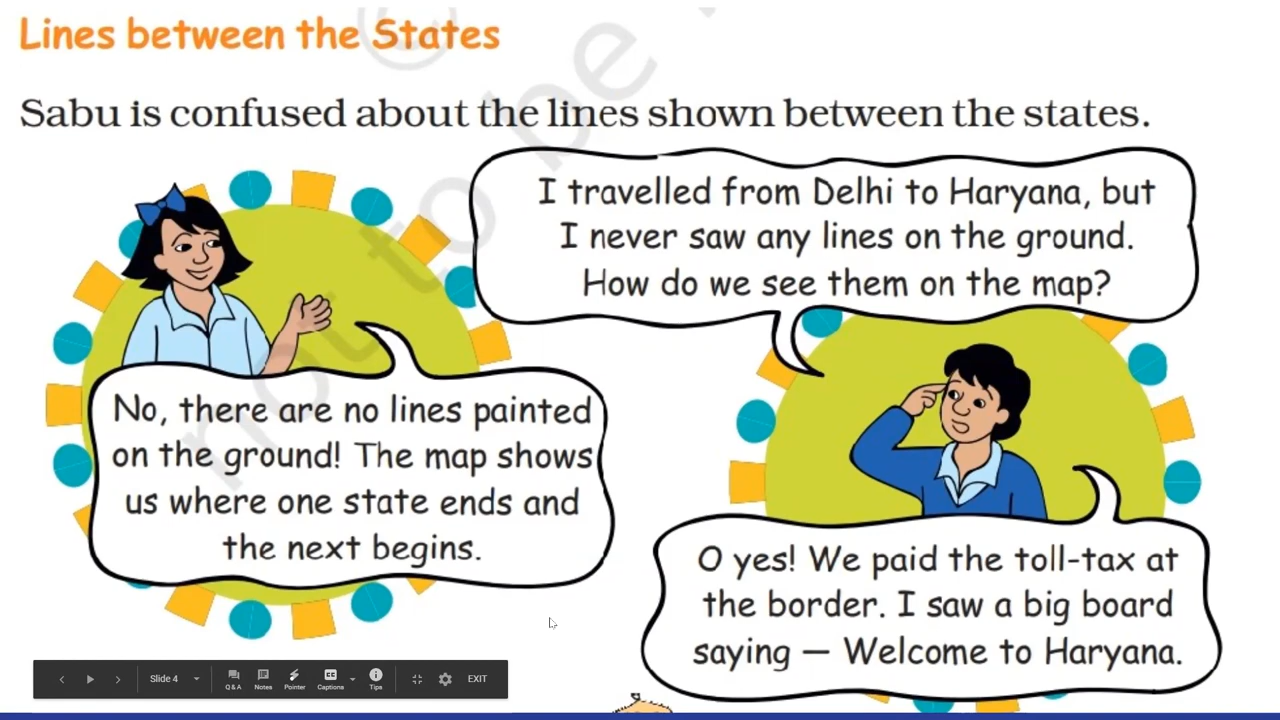 Lines between the States
Sabu is confused about the lines shown between the states.
I travelled from Delhi to Haryana, but
I never saw any lines on the ground.
How do we see them on the map?
No, there are no lines painted
on the ground! The map shows
us where one state ends and
the next begins.
O yes! We paid the toll-tax at
the border. I saw a big board
saying — Welcome to Haryana.
not to be
©
Slide 4
Q & A
Notes
Pointer
CC
Captions
Tips
EXIT